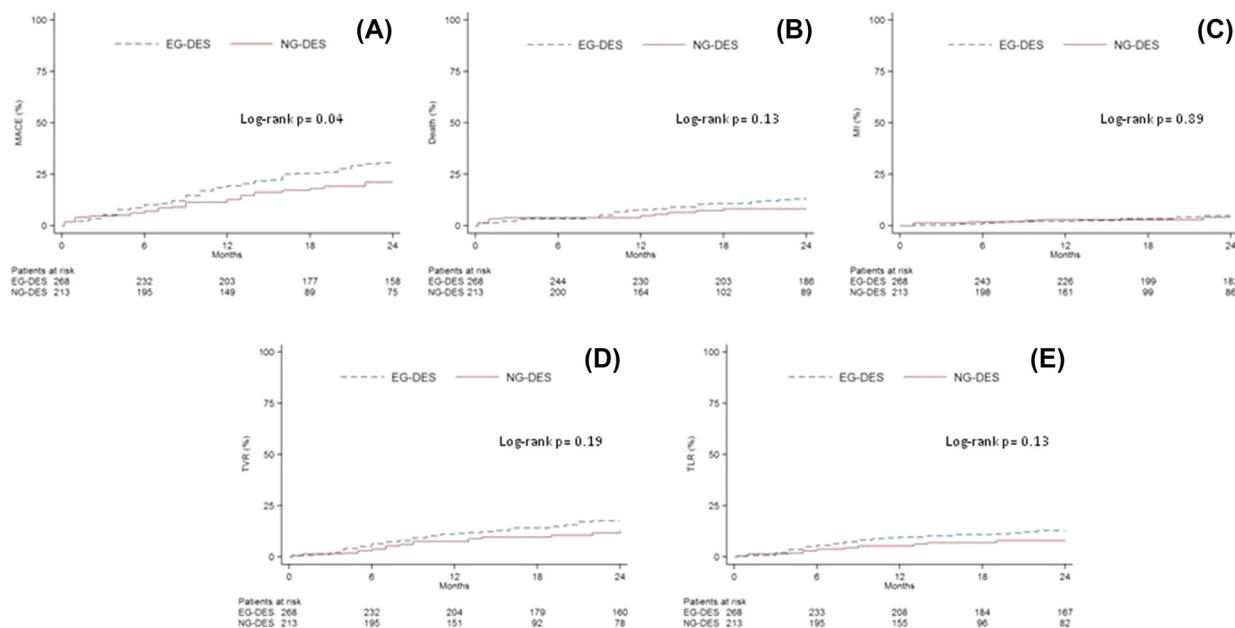 (A)
100
EG-DES NG-DES
75
MACE (%)
50
Log-rank p= 0.04
25
0
0 6 12 18 24
Months
Patients at risk
EG-DES 268 232 203 177 158
NG-DES 213 195 149 89 75
(B)
100
EG-DES NG-DES
75
Death (%)
50
Log-rank p= 0.13
25
0
0 6 12 18 24
Months
Patients at risk
EG-DES 268 244 230 203 186
NG-DES 213 200 164 102 89
(C)
100
EG-DES NG-DES
75
MI (%)
50
Log-rank p= 0.89
25
0
0 6 12 18 24
Months
Patients at risk
EG-DES 268 243 226 199
NG-DES 213 198 161 99 86
(D)
100
EG-DES NG-DES
75
TVR (%)
50
Log-rank p= 0.19
25
0
0 6 12 18 24
Months
Patients at risk
EG-DES 268 232 204 179 160
NG-DES 213 195 151 92 78
(E)
100
EG-DES NG-DES
75
TLR (%)
50
Log-rank p= 0.13
25
0
0 6 12 18 24
Months
Patients at risk
EG-DES 268 233 208 184 167
NG-DES 213 195 155 96 82